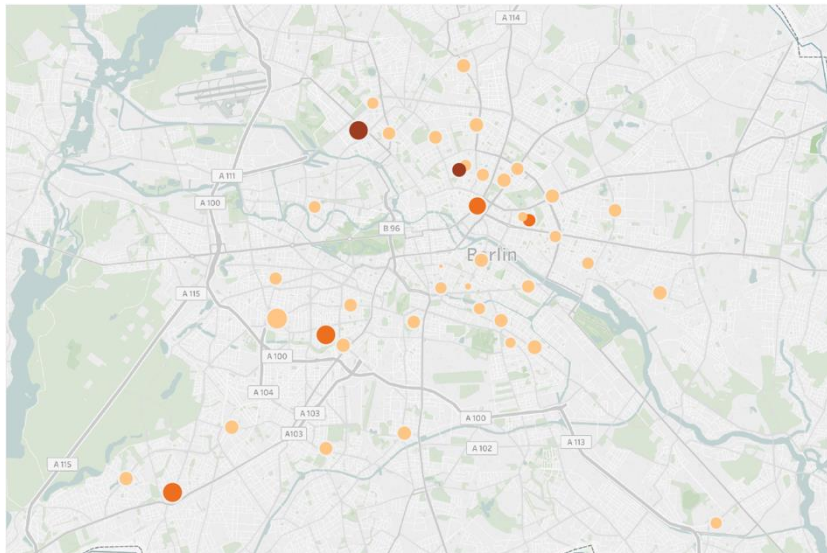 A 114
A 111
A 100
B 96
Berlin
A 115
A 100
A 104
A 103
A103
A 100
A 102
A 113
A 115